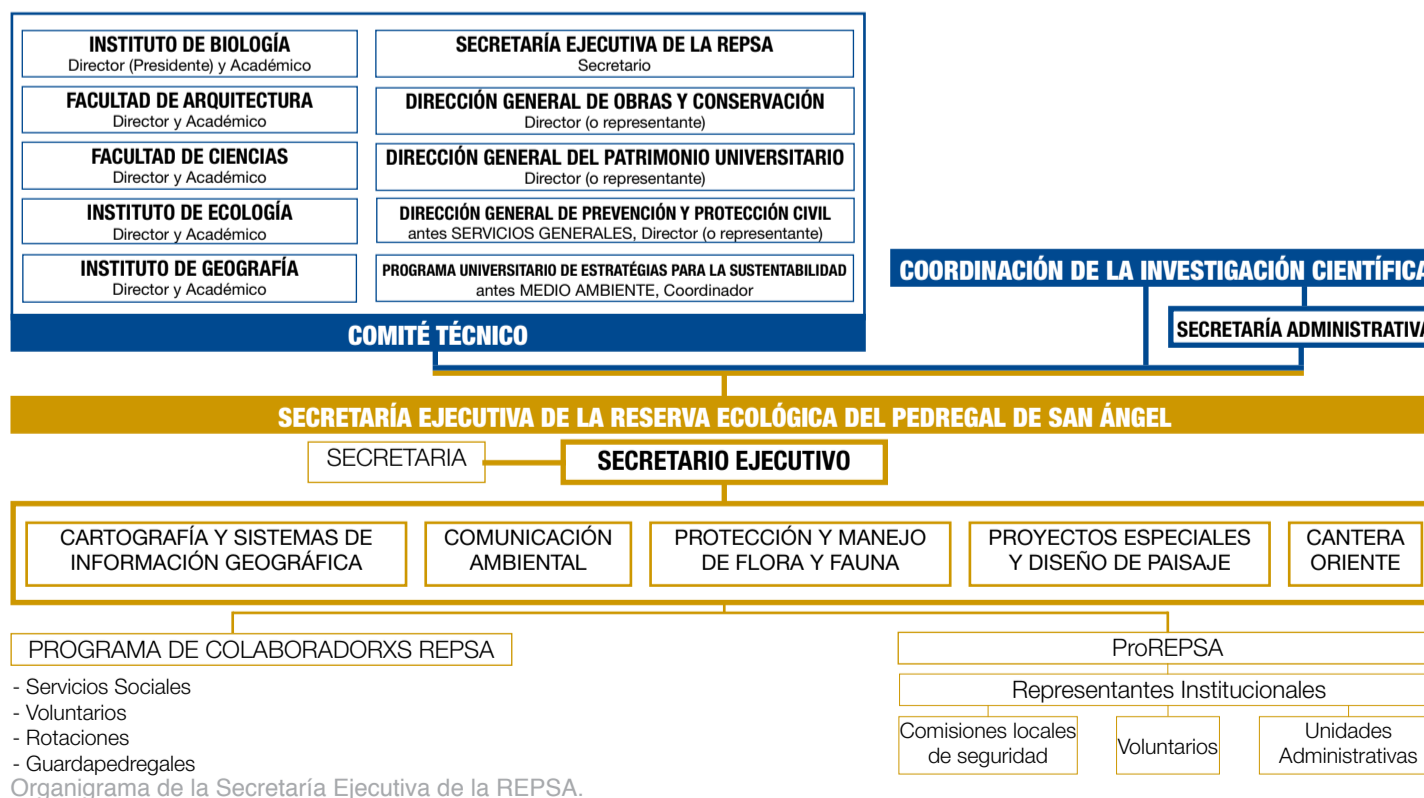 INSTITUTO DE BIOLOGÍA
Director (Presidente) y Académico
FACULTAD DE ARQUITECTURA
Director y Académico
FACULTAD DE CIENCIAS
Director y Académico
INSTITUTO DE ECOLOGÍA
Director y Académico
INSTITUTO DE GEOGRAFÍA
Director y Académico
SECRETARÍA EJECUTIVA DE LA REPSA
Secretario
DIRECCIÓN GENERAL DE OBRAS Y CONSERVACIÓN
Director (o representante)
DIRECCIÓN GENERAL DEL PATRIMONIO UNIVERSITARIO
Director (o representante)
DIRECCIÓN GENERAL DE PREVENCIÓN Y PROTECCIÓN CIVIL
antes SERVICIOS GENERALES, Director (o representante)
PROGRAMA UNIVERSITARIO DE ESTRATÉGIAS PARA LA SUSTENTABILIDAD
antes MEDIO AMBIENTE, Coordinador
COMITÉ TÉCNICO
COORDINACIÓN DE LA INVESTIGACIÓN CIENTÍFICA
SECRETARÍA ADMINISTRATIVA
SECRETARÍA EJECUTIVA DE LA RESERVA ECOLÓGICA DEL PEDREGAL DE SAN ÁNGEL
SECRETARIA
SECRETARIO EJECUTIVO
CARTOGRAFÍA Y SISTEMAS DE
INFORMACIÓN GEOGRÁFICA
COMUNICACIÓN
AMBIENTAL
PROTECCIÓN Y MANEJO
DE FLORA Y FAUNA
PROYECTOS ESPECIALES
Y DISEÑO DE PAISAJE
CANTERA
ORIENTE
PROGRAMA DE COLABORADORXS REPSA
- Servicios Sociales
- Voluntarios
- Rotaciones
- Guardapedregales
ProREPSA
Representantes Institucionales
Comisiones locales
de seguridad
Voluntarios
Unidades
Administrativas
Organigrama de la Secretaría Ejecutiva de la REPSA.